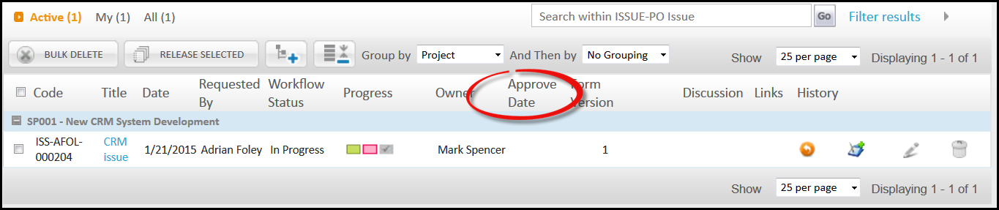 Active (1) My (1) All (1) Search within ISSUE-PO Issue Go Filter results
BULK DELETE RELEASE SELECTED Group by Project And Then by No Grouping Show 25 per page Displaying 1 - 1 of 1
Code Title Date Requested By Workflow Status Progress Owner Approve Date Form Version Discussion Links History
SP001 - New CRM System Development
ISS-AFOL-000204 CRM issue 1/21/2015 Adrian Foley In Progress Mark Spencer 1
Show 25 per page Displaying 1 - 1 of 1